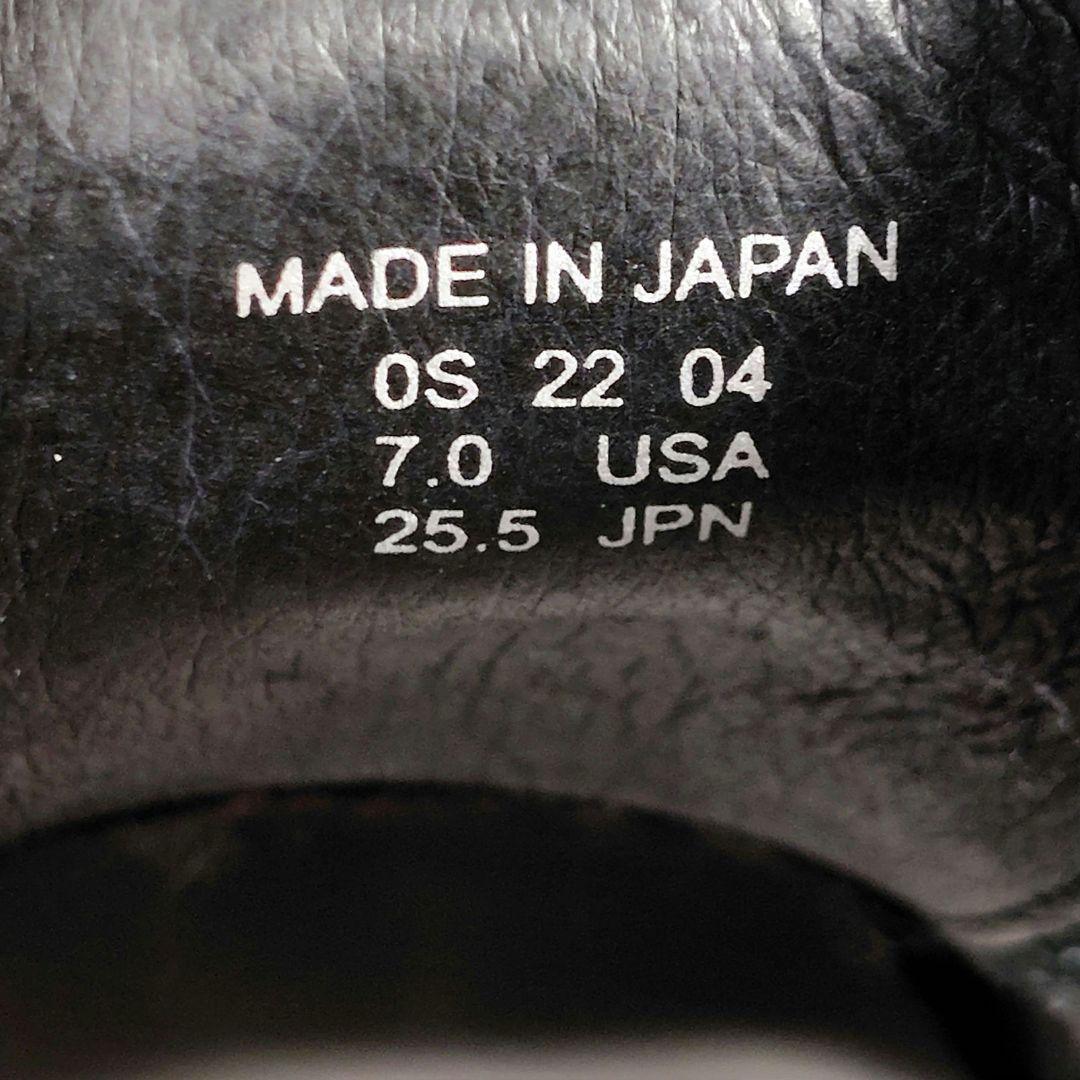 MADE IN JAPAN
0S 22 04
7.0 USA
25.5 JPN